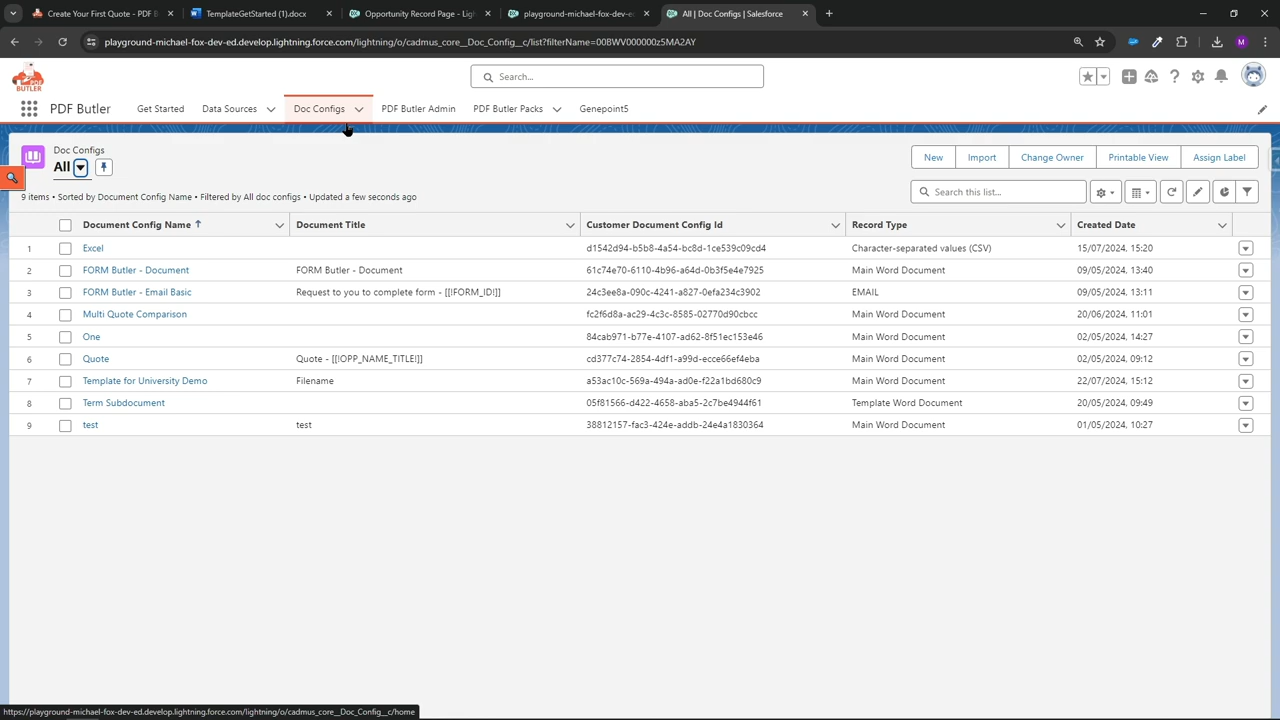 Create Your First Quote - PDF B
TemplateGetStarted (1).docx
Opportunity Record Page - Ligh
playground-michael-fox-dev-ed
All | Doc Configs | Salesforce
playground-michael-fox-dev-ed.develop.lightning.force.com/lightning/o/cadmus_core__Doc_Config__c/list?filterName=00BWV000000z5MA2AY
M
PDF
BUTLER
Search...
PDF Butler
Get Started
Data Sources
Doc Configs
PDF Butler Admin
PDF Butler Packs
Genepoint5
Doc Configs
All
New
Import
Change Owner
Printable View
Assign Label
9 items • Sorted by Document Config Name • Filtered by All doc configs • Updated a few seconds ago
Search this list...
Document Config Name ↑ Document Title Customer Document Config Id Record Type Created Date
1 Excel d1542d94-b5b8-4a54-bc8d-1ce539c09cd4 Character-separated values (CSV) 15/07/2024, 15:20
2 FORM Butler - Document FORM Butler - Document 61c74e70-6110-4b96-a64d-0b3f5e4e7925 Main Word Document 09/05/2024, 13:40
3 FORM Butler - Email Basic Request to you to complete form - [[!FORM_ID!]] 24c3ee8a-090c-4241-a827-0efa234c3902 EMAIL 09/05/2024, 13:11
4 Multi Quote Comparison fc2f6d8a-ac29-4c3c-8585-02770d90cbcc Main Word Document 20/06/2024, 11:01
5 One 84cab971-b77e-4107-ad62-8f51ec153e46 Main Word Document 02/05/2024, 14:27
6 Quote Quote - [[!OPP_NAME_TITLE!]] cd377c74-2854-4df1-a99d-ecce66ef4eba Main Word Document 02/05/2024, 09:12
7 Template for University Demo Filename a53ac10c-569a-494a-ad0e-f22a1bd680c9 Main Word Document 22/07/2024, 15:12
8 Term Subdocument 05f81566-d422-4658-aba5-2c7be4944f61 Template Word Document 20/05/2024, 09:49
9 test test 38812157-fac3-424e-addb-24e4a1830364 Main Word Document 01/05/2024, 10:27
https://playground-michael-fox-dev-ed.develop.lightning.force.com/lightning/o/cadmus_core__Doc_Config__c/home